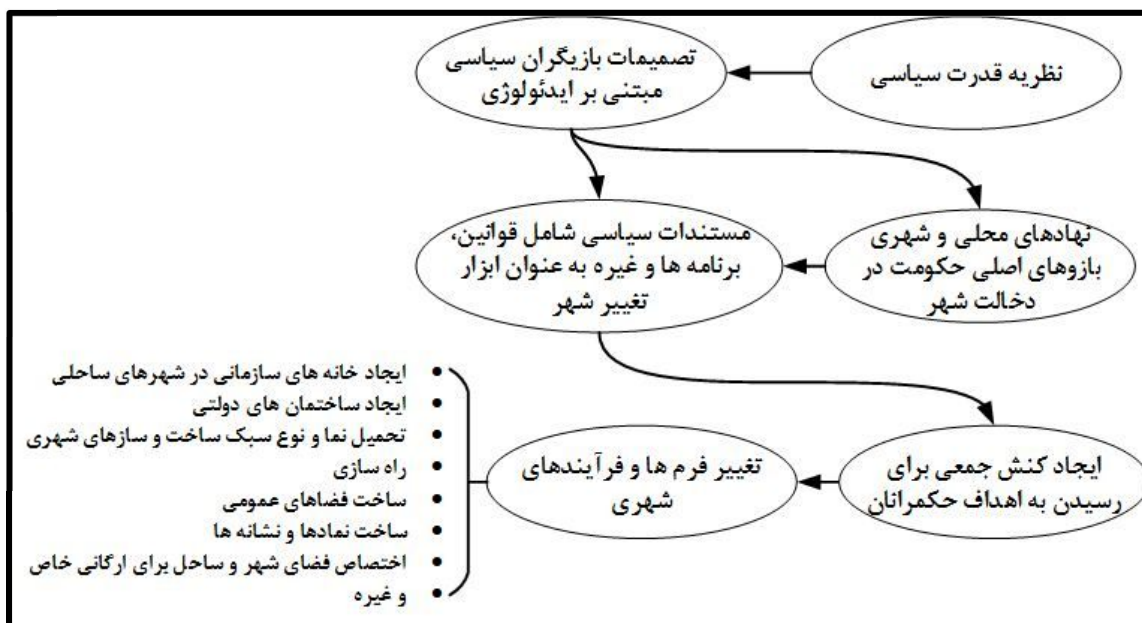 نظریه قدرت سیاسی
تصمیمات بازیگران سیاسی
مبتنی بر ایدئولوژی
نهادهای محلی و شهری
بازوهای اصلی حکومت در
دخالت شهر
مستندات سیاسی شامل قوانین،
برنامه ها و غیره به عنوان ابزار
تغییر شهر
ایجاد کنش جمعی برای
رسیدن به اهداف حکمرانان
تغییر فرم ها و فرآیندهای
شهری
• ایجاد خانه های سازمانی در شهرهای ساحلی
• ایجاد ساختمان های دولتی
• تحمیل نما و نوع سبک ساخت و سازهای شهری
• راه سازی
• ساخت فضاهای عمومی
• ساخت نمادها و نشانه ها
• اختصاص فضای شهر و ساحل برای ارگانی خاص
• و غیره